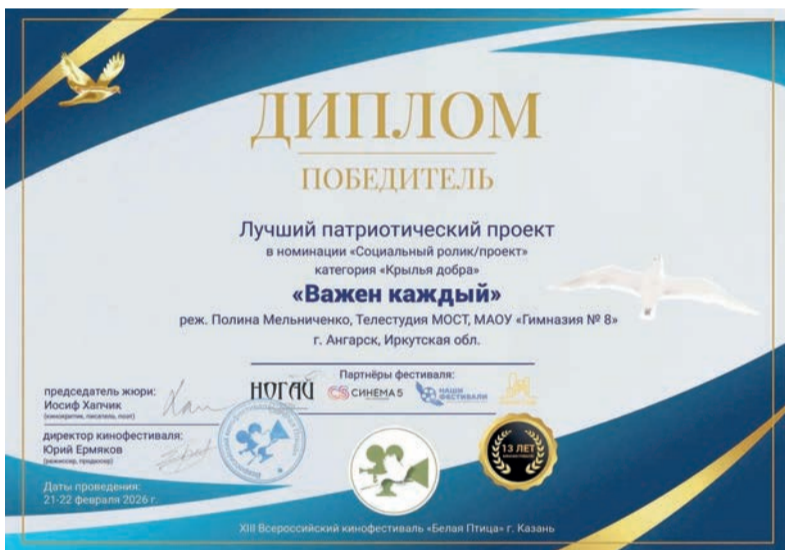 ДИПЛОМ
ПОБЕДИТЕЛЬ
Лучший патриотический проект
в номинации «Социальный ролик/проект»
категория «Крылья добра»
«Важен каждый»
реж. Полина Мельниченко, Телестудия МОСТ, МАОУ «Гимназия № 8»
г. Ангарск, Иркутская обл.
Партнёры фестиваля:
НОГАЙ СИНЕМА 5 НАШИ ФЕСТИВАЛИ
председатель жюри:
Иосиф Хапчик
(кинокритик, писатель, поэт)
директор кинофестиваля:
Юрий Ермяков
(режиссер, продюсер)
Даты проведения:
21-22 февраля 2026 г.
13 ЛЕТ
XIII Всероссийский кинофестиваль «Белая Птица» г. Казань